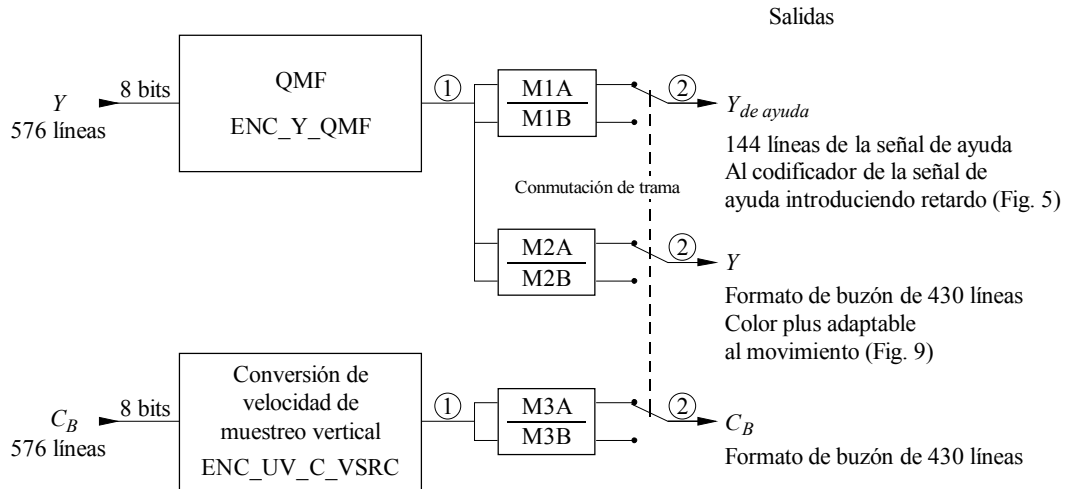 Salidas
Y
576 líneas
8 bits
QMF
ENC_Y_QMF
1
M1A
M1B
2
Y de ayuda
144 líneas de la señal de ayuda
Al codificador de la señal de
ayuda introduciendo retardo (Fig. 5)
Conmutación de trama
M2A
M2B
2
Y
Formato de buzón de 430 líneas
Color plus adaptable
al movimiento (Fig. 9)
C_B
576 líneas
8 bits
Conversión de
velocidad de
muestreo vertical
ENC_UV_C_VSRC
1
M3A
M3B
2
C_B
Formato de buzón de 430 líneas